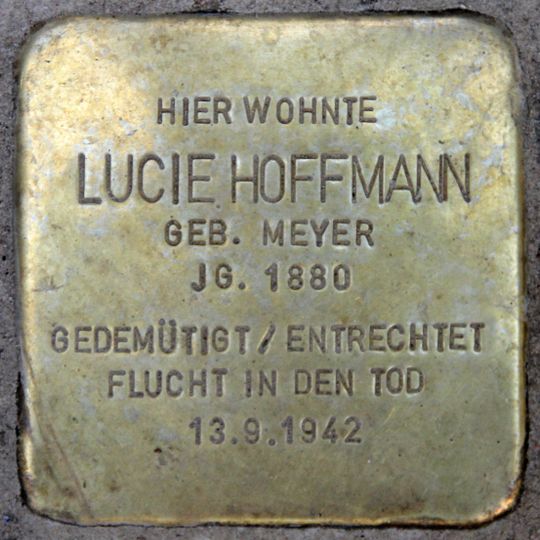 HIER WOHNTE
LUCIE HOFFMANN
GEB. MEYER
JG. 1880
GEDEMÜTIGT / ENTRECHTET
FLUCHT IN DEN TOD
13.9.1942